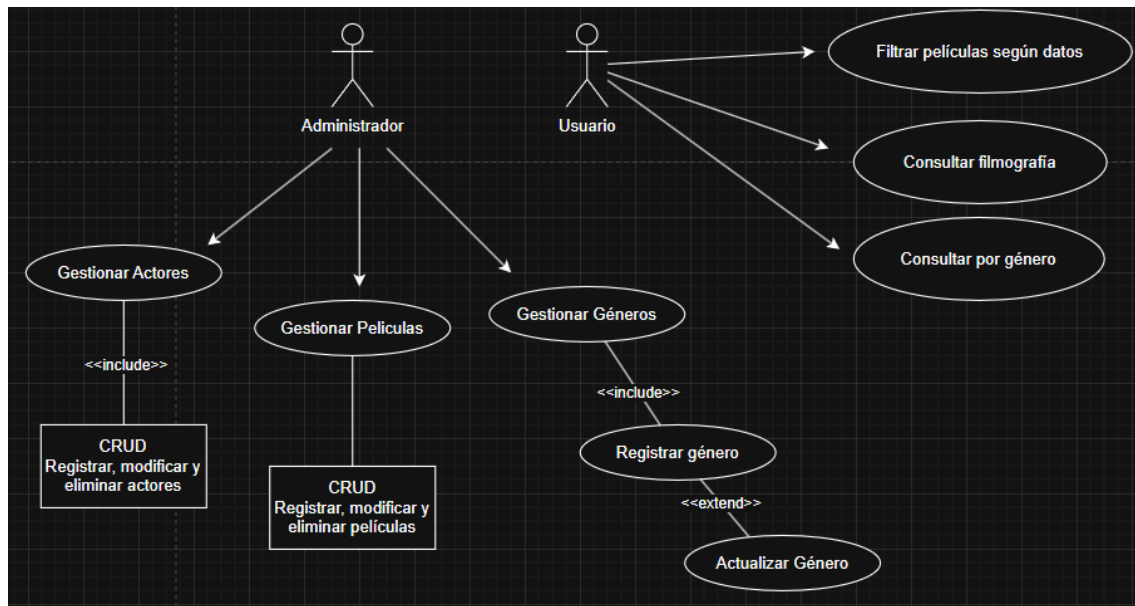 Administrador
Usuario
Filtrar películas según datos
Consultar filmografía
Consultar por género
Gestionar Actores
Gestionar Peliculas
Gestionar Géneros
<<include>>
<<include>>
CRUD
Registrar, modificar y
eliminar actores
CRUD
Registrar, modificar y
eliminar películas
Registrar género
<<extend>>
Actualizar Género